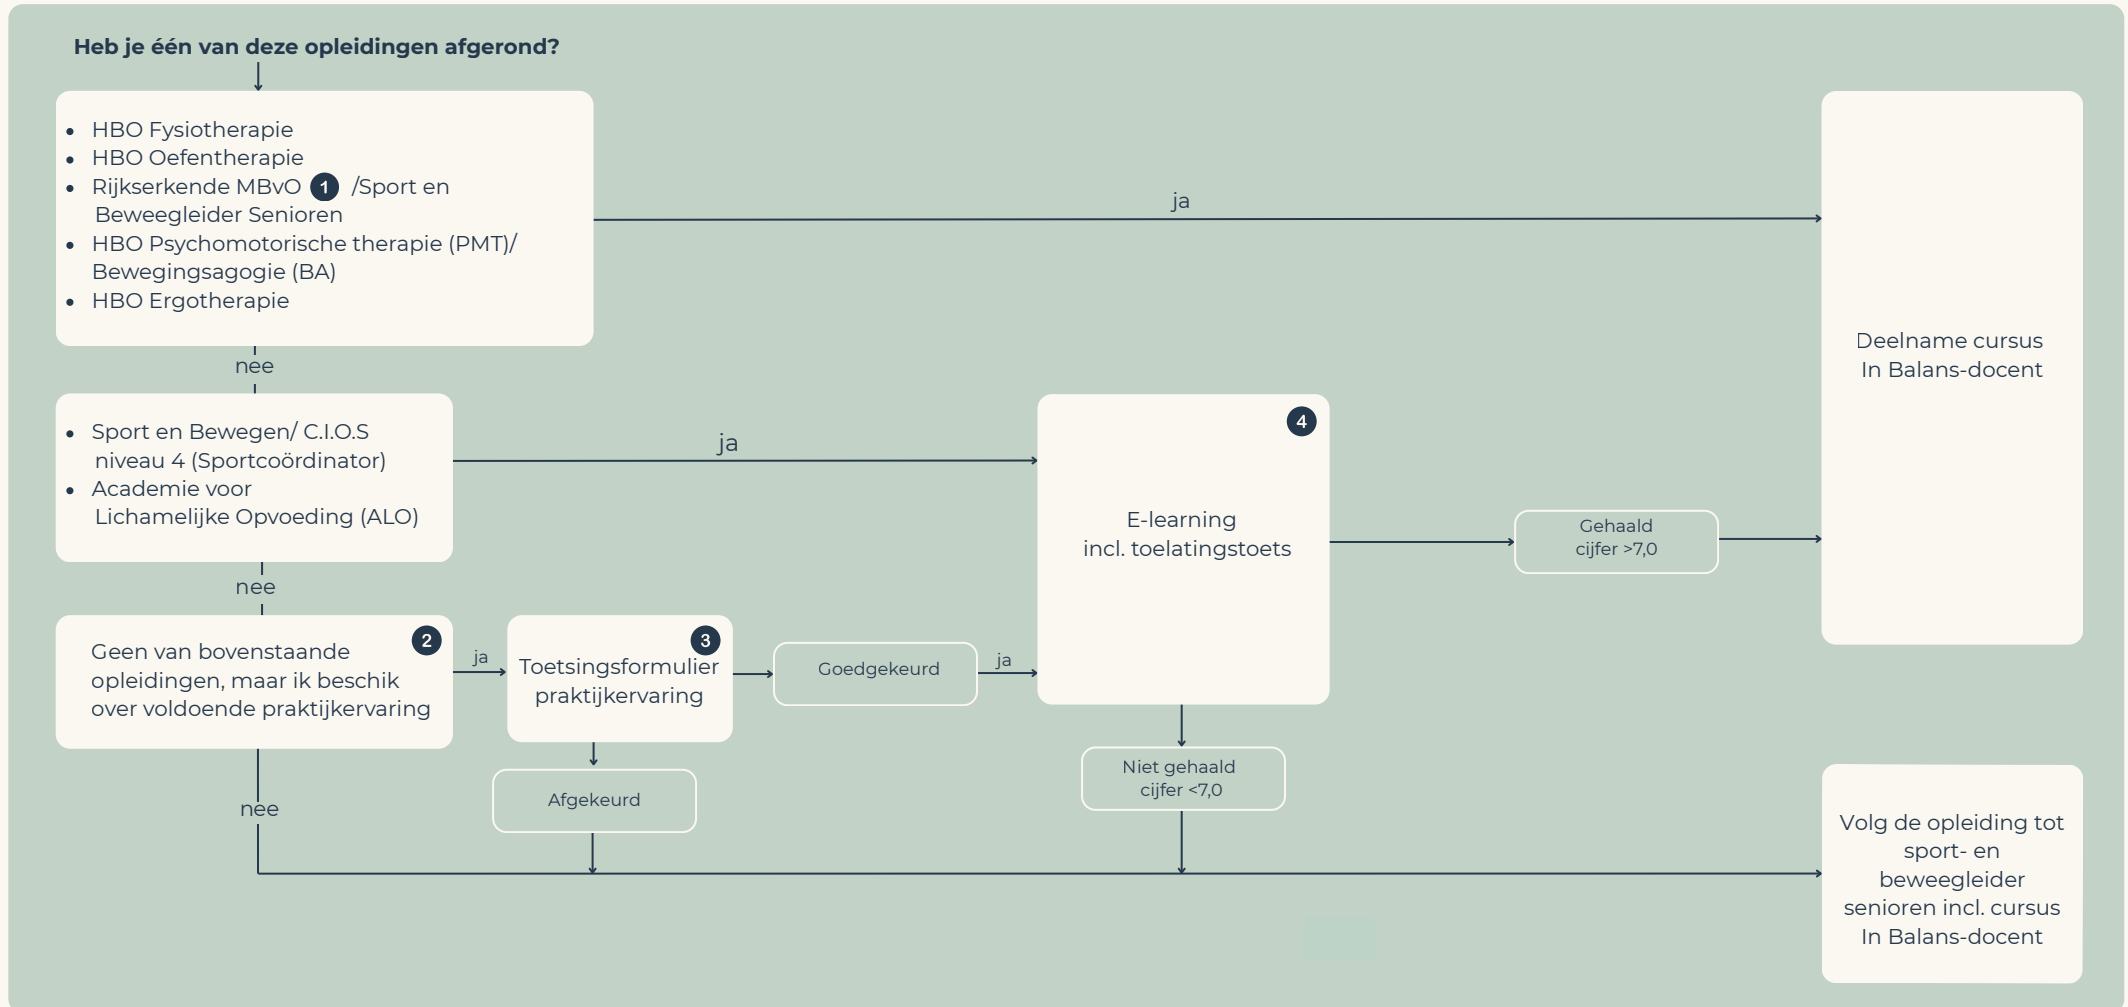 Heb je één van deze opleidingen afgerond?
• HBO Fysiotherapie
• HBO Oefentherapie
• Rijkserkende MBvO 1 /Sport en
Beweegleider Senioren
• HBO Psychomotorische therapie (PMT)/
Bewegingsagogie (BA)
• HBO Ergotherapie
ja
Deelname cursus
In Balans-docent
nee
• Sport en Bewegen/ C.I.O.S
niveau 4 (Sportcoördinator)
• Academie voor
Lichamelijke Opvoeding (ALO)
ja
4
E-learning
incl. toelatingstoets
Gehaald
cijfer >7,0
nee
2
Geen van bovenstaande
opleidingen, maar ik beschik
over voldoende praktijkervaring
ja
3
Toetsingsformulier
praktijkervaring
Goedgekeurd
ja
Afgekeurd
Niet gehaald
cijfer <7,0
nee
Volg de opleiding tot
sport- en
beweegleider
senioren incl. cursus
In Balans-docent